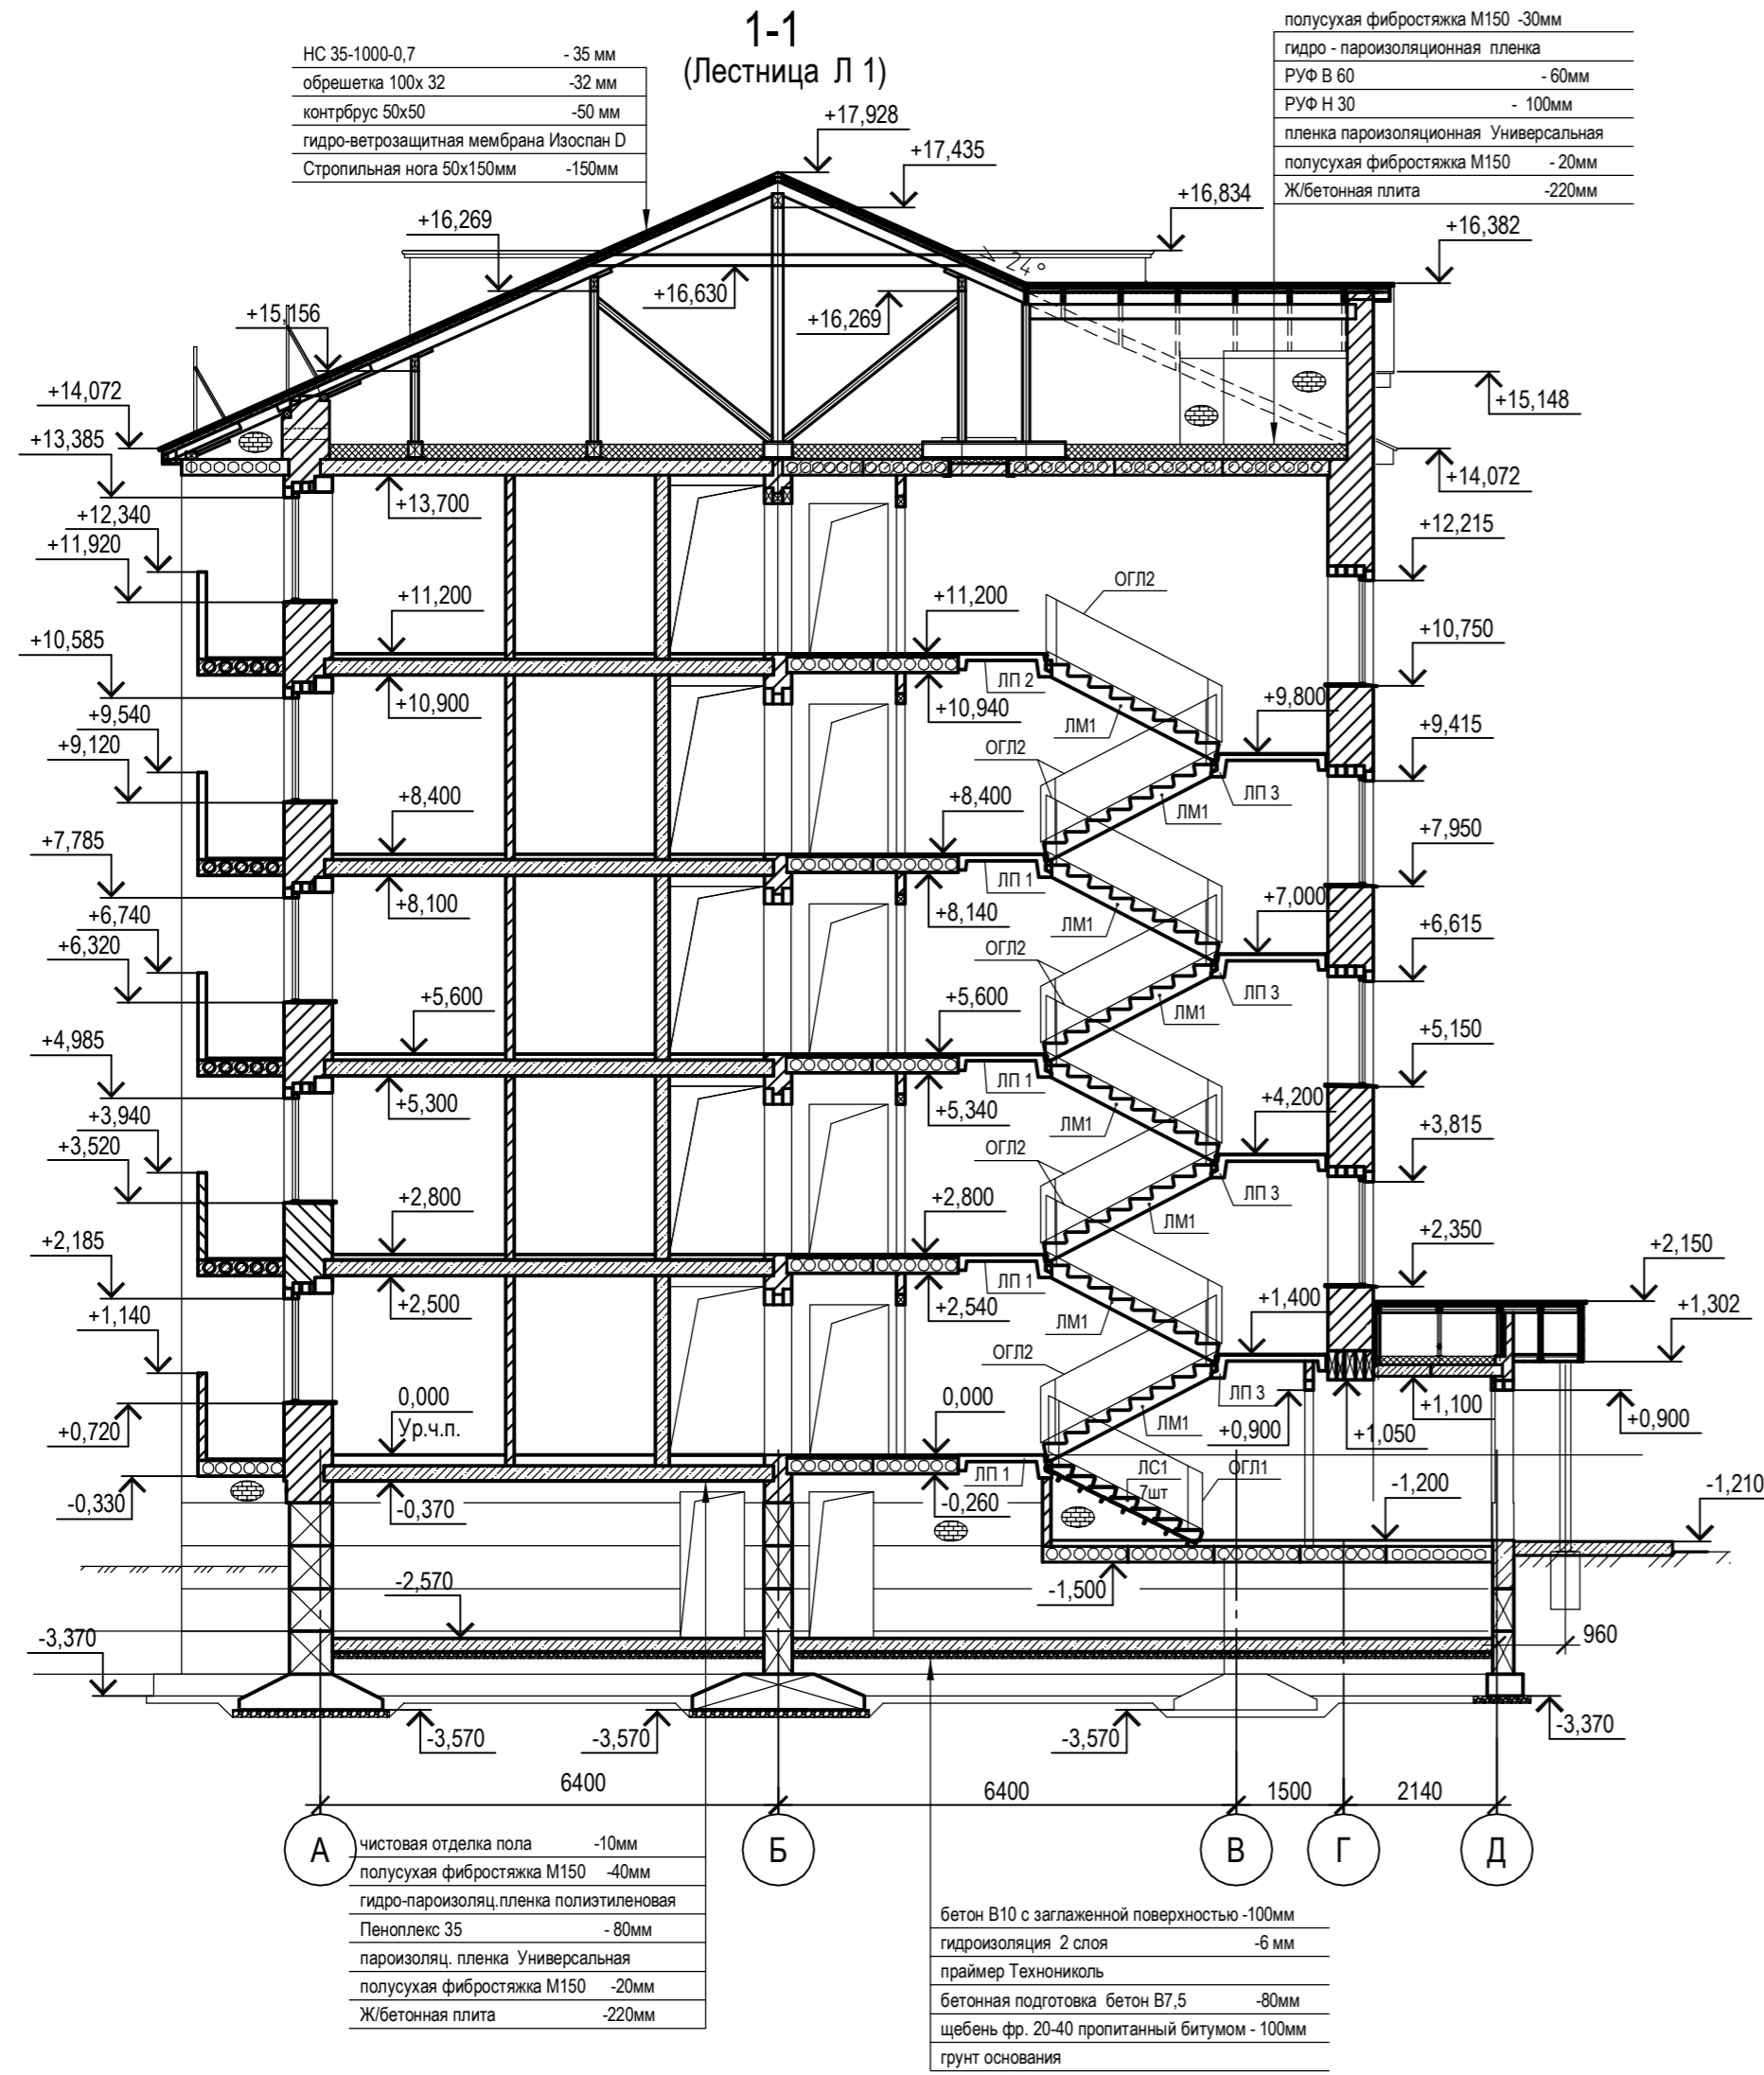 1-1
(Лестница Л 1)
НС 35-1000-0,7 - 35 мм
обрешетка 100х 32 -32 мм
контрбрус 50х50 -50 мм
гидро-ветрозащитная мембрана Изоспан D
Стропильная нога 50х150мм -150мм
полусухая фибростяжка М150 -30мм
гидро - пароизоляционная пленка
РУФ В 60 - 60мм
РУФ Н 30 - 100мм
пленка пароизоляционная Универсальная
полусухая фибростяжка М150 - 20мм
Ж/бетонная плита -220мм
+17,928
+17,435
+16,834
+16,269
+16,382
24°
+16,630
+16,269
+15,156
+14,072
+15,148
+13,385
+14,072
+13,700
+12,340
+12,215
+11,920
ОГЛ2
+11,200
+11,200
+10,585
+10,750
ЛП 2
+10,900
+10,940
+9,800
+9,540
ЛМ1
+9,120
ОГЛ2
+9,415
+8,400
+8,400
ЛП 3
ЛМ1
+7,785
+7,950
ЛП 1
+8,100
+8,140
+7,000
+6,740
ЛМ1
+6,615
+6,320
ОГЛ2
+5,600
+5,600
ЛП 3
ЛМ1
+4,985
+5,150
ЛП 1
+5,300
+5,340
+4,200
+3,940
ЛМ1
+3,815
+3,520
ОГЛ2
+2,800
+2,800
ЛП 3
ЛМ1
+2,185
+2,350
+2,150
ЛП 1
+2,500
+2,540
+1,400
+1,302
+1,140
ЛМ1
ОГЛ2
0,000
0,000
ЛП 3
+1,100
+0,720
Ур.ч.п.
ЛМ1
+0,900
+1,050
+0,900
ЛП 1
ЛС1
ОГЛ1
7шт
-1,200
-1,210
-0,330
-0,370
-0,260
-2,570
-1,500
-3,370
960
-3,570
-3,570
-3,570
-3,370
6400
6400
1500
2140
А
Б
В
Г
Д
чистовая отделка пола -10мм
полусухая фибростяжка М150 -40мм
гидро-пароизоляц.пленка полиэтиленовая
Пеноплекс 35 - 80мм
пароизоляц. пленка Универсальная
полусухая фибростяжка М150 -20мм
Ж/бетонная плита -220мм
бетон В10 с заглаженной поверхностью -100мм
гидроизоляция 2 слоя -6 мм
праймер Технониколь
бетонная подготовка бетон В7,5 -80мм
щебень фр. 20-40 пропитанный битумом - 100мм
грунт основания